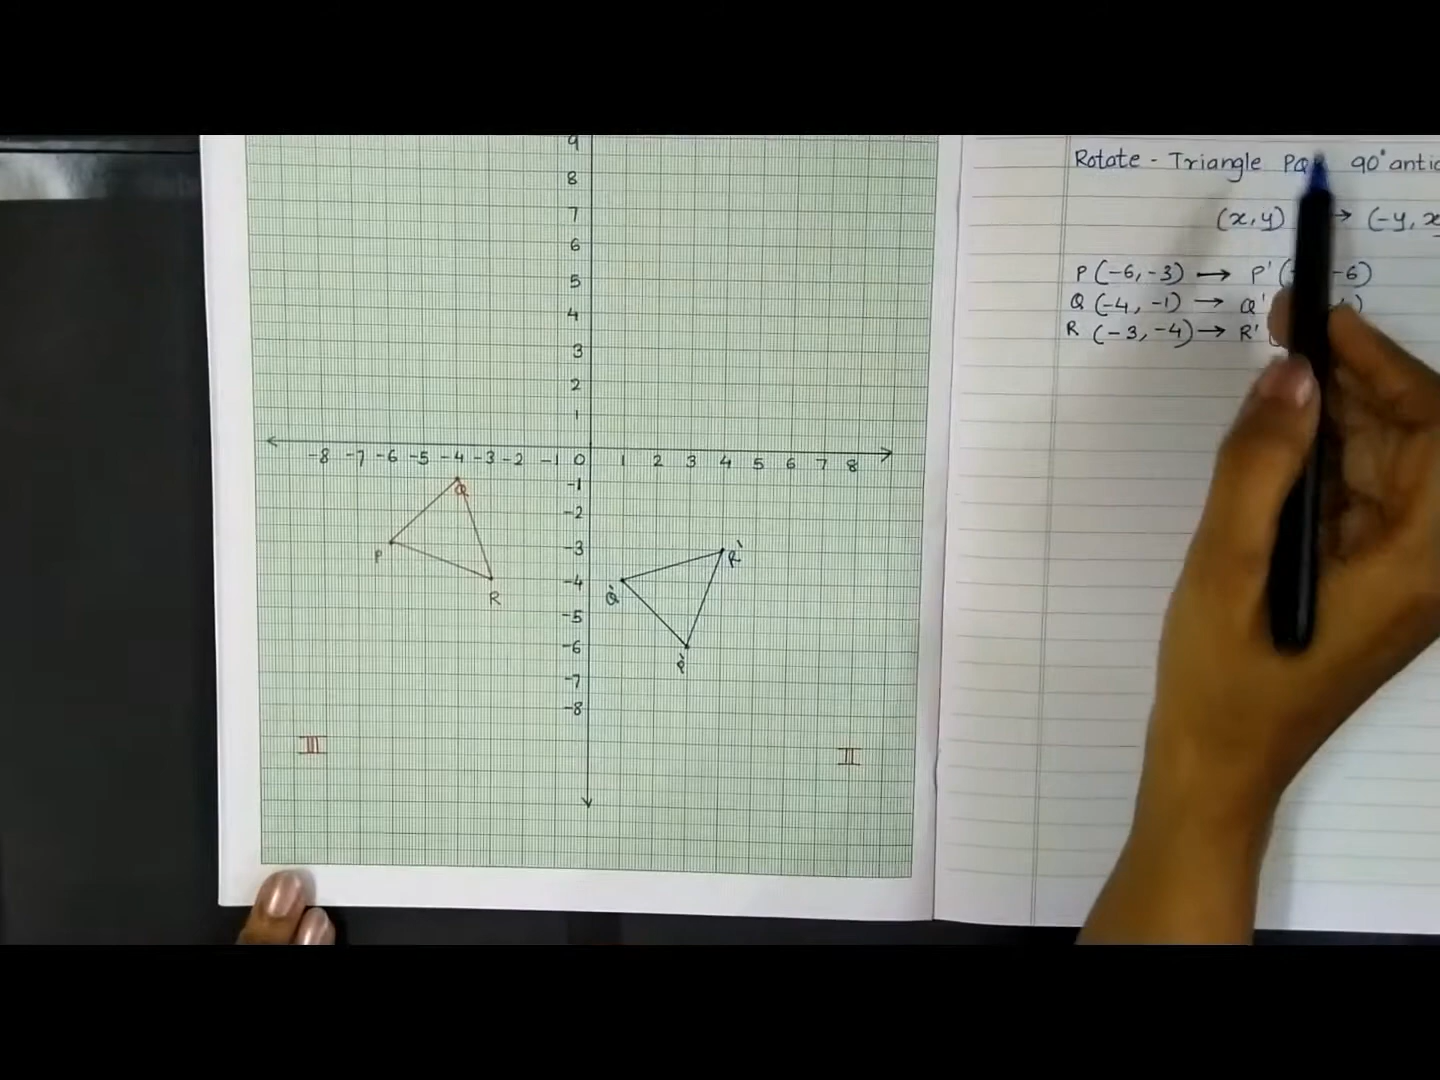 9
8
7
6
5
4
3
2
1
-8 -7 -6 -5 -4 -3 -2 -1 0 1 2 3 4 5 6 7 8
-1
-2
-3
-4
-5
-6
-7
-8
Q
P
R
R'
Q'
P'
III
II
Rotate - Triangle PQ 90°
(x,y) → (-y, x
P (-6, -3) → P' ( -6)
Q (-4, -1) → Q' )
R (-3, -4) → R' (